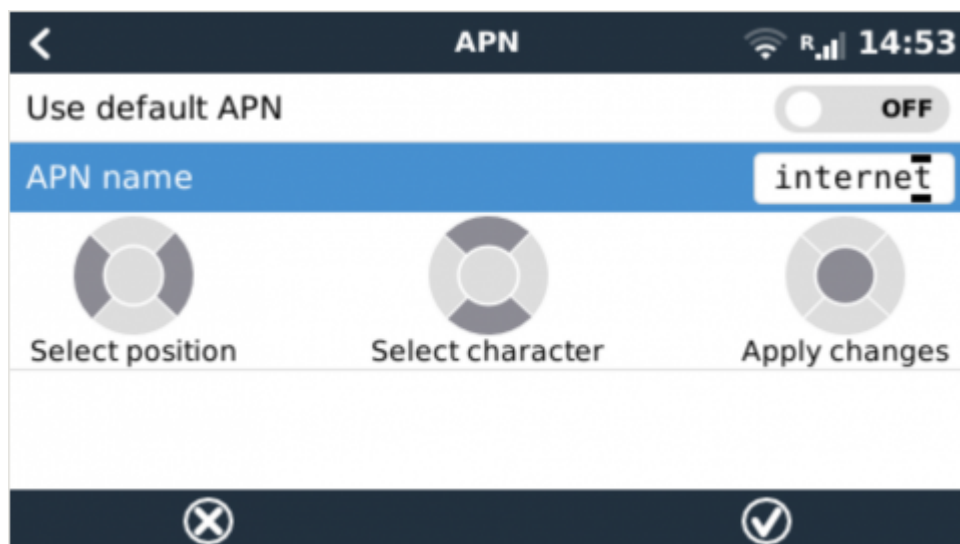 APN R 14:53
Use default APN OFF
APN name internet
Select position Select character Apply changes